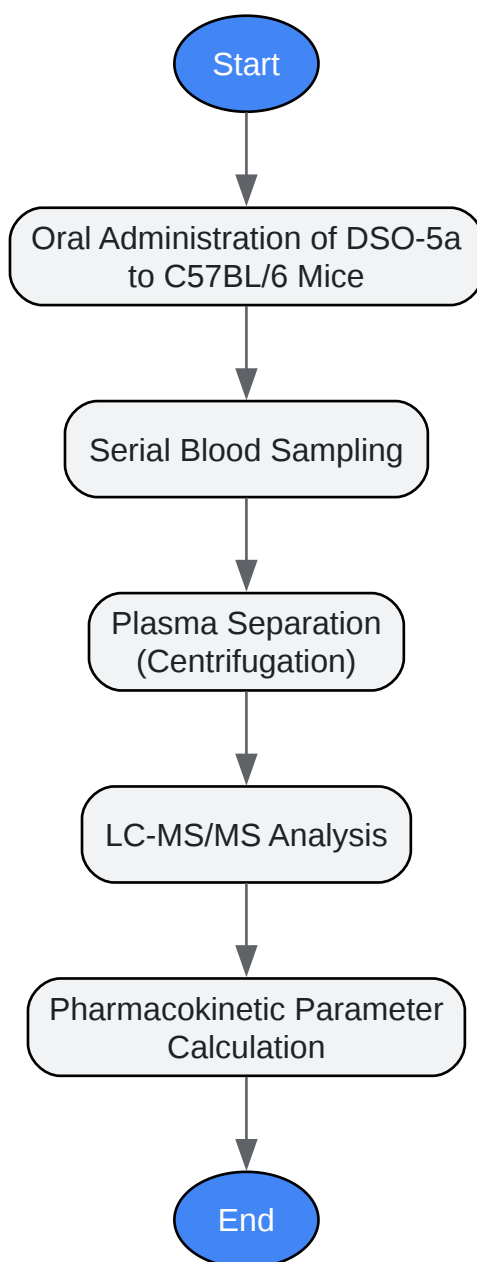 Start
Oral Administration of DSO-5a
to C57BL/6 Mice
Serial Blood Sampling
Plasma Separation
(Centrifugation)
LC-MS/MS Analysis
Pharmacokinetic Parameter
Calculation
End